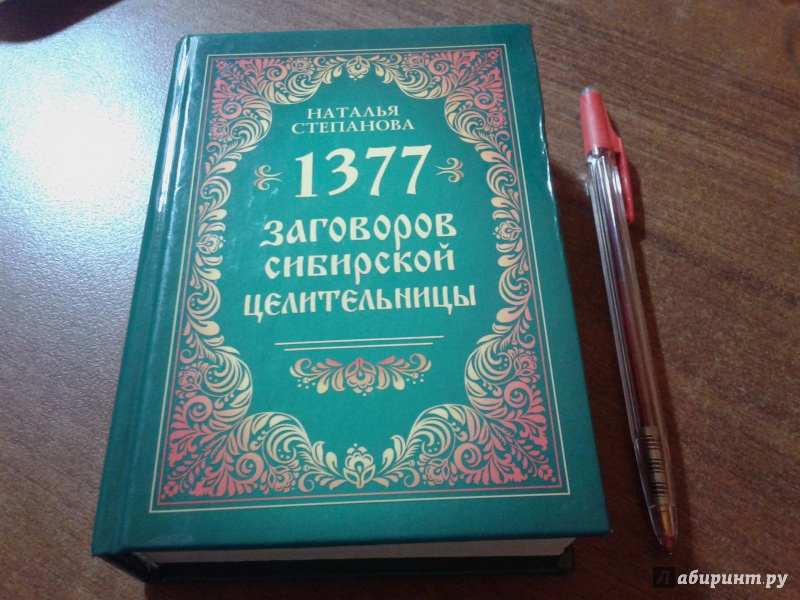 НАТАЛЬЯ
СТЕПАНОВА
1377
ЗАГОВОРОВ
СИБИРСКОЙ
ЦЕЛИТЕЛЬНИЦЫ
Лабиринт.ру